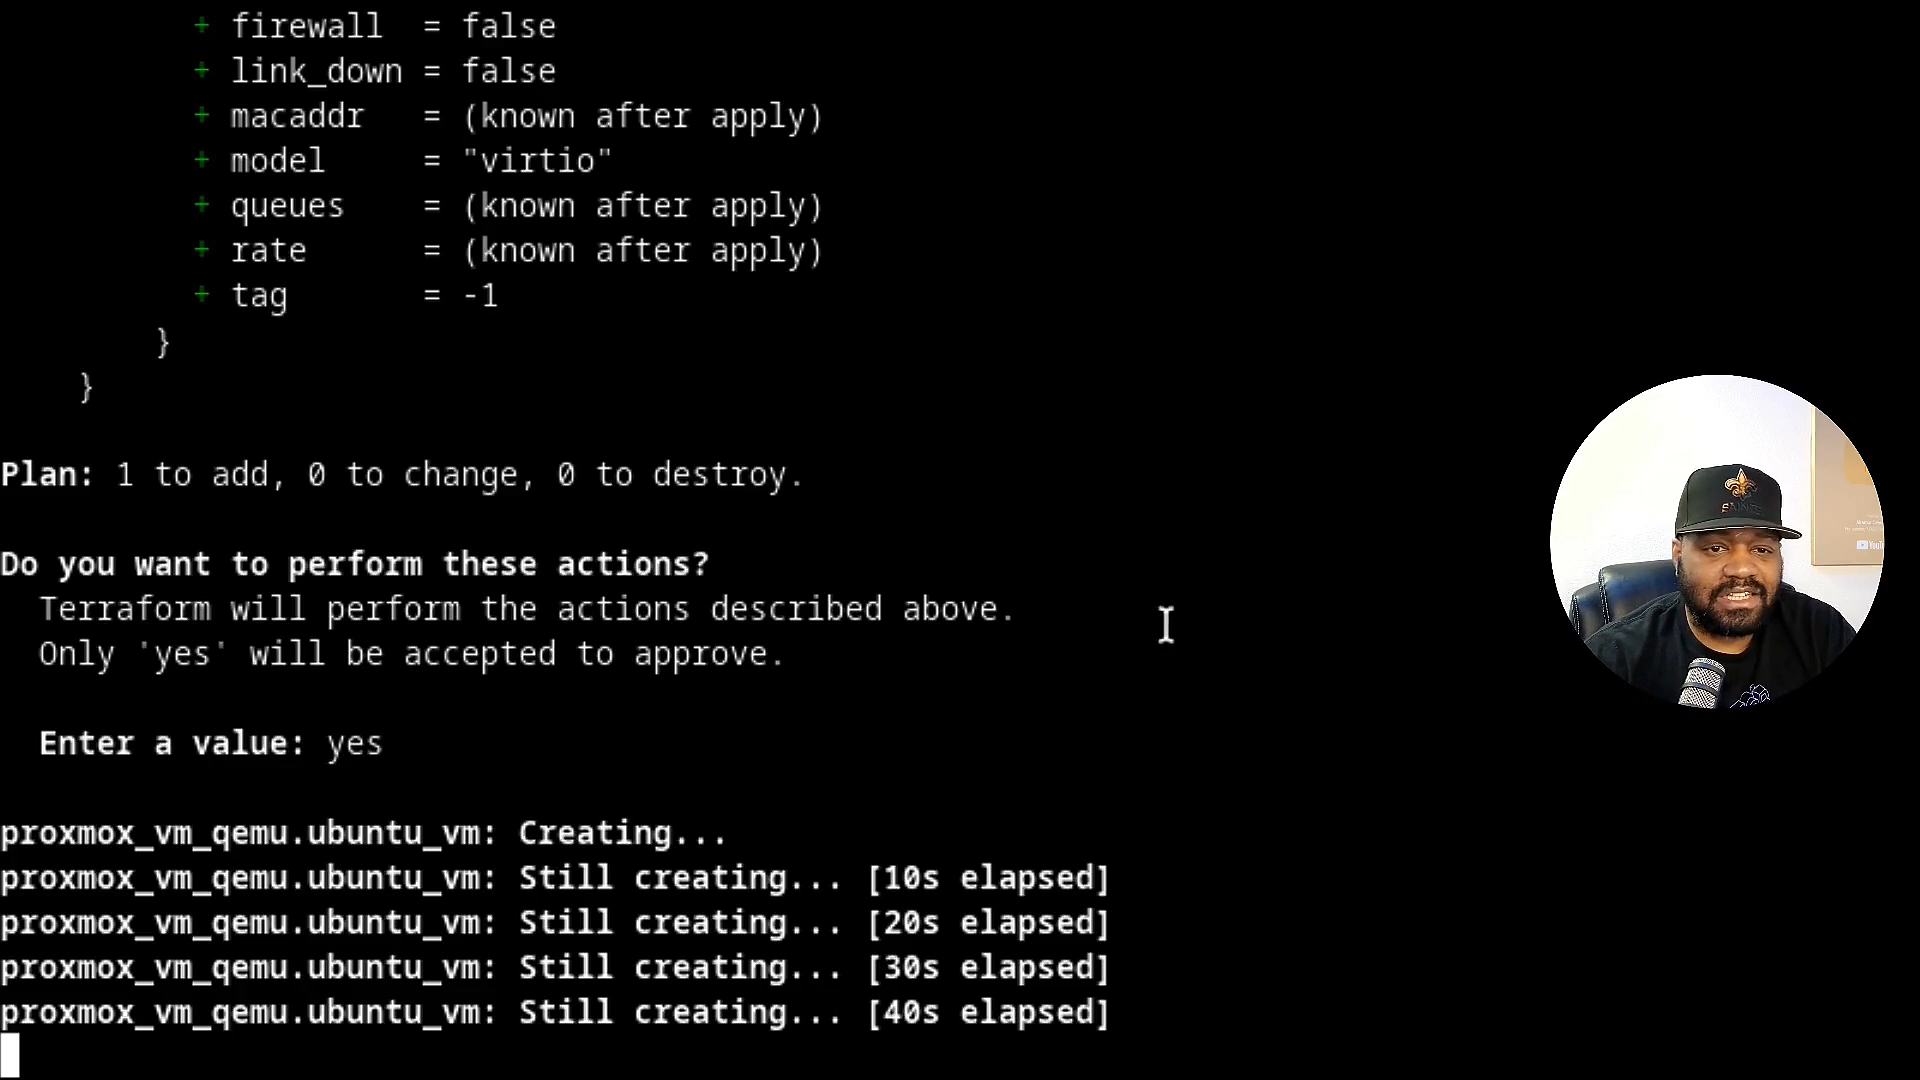 + firewall = false
+ link_down = false
+ macaddr = (known after apply)
+ model = "virtio"
+ queues = (known after apply)
+ rate = (known after apply)
+ tag = -1
}
}
Plan: 1 to add, 0 to change, 0 to destroy.
Do you want to perform these actions?
Terraform will perform the actions described above.
Only 'yes' will be accepted to approve.
Enter a value: yes
proxmox_vm_qemu.ubuntu_vm: Creating...
proxmox_vm_qemu.ubuntu_vm: Still creating... [10s elapsed]
proxmox_vm_qemu.ubuntu_vm: Still creating... [20s elapsed]
proxmox_vm_qemu.ubuntu_vm: Still creating... [30s elapsed]
proxmox_vm_qemu.ubuntu_vm: Still creating... [40s elapsed]
SAINTS